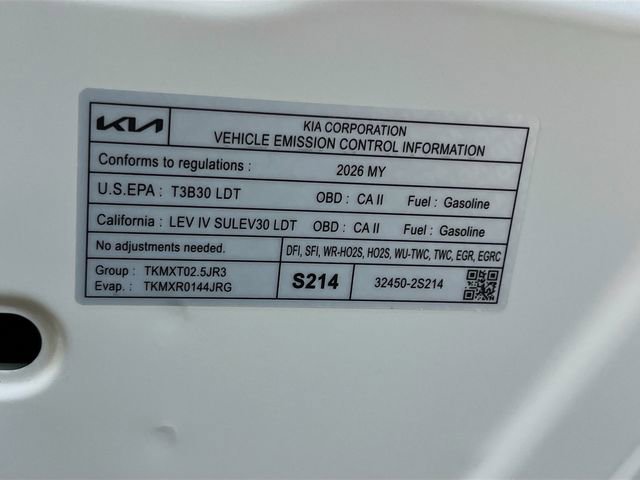 KIA
KIA CORPORATION
VEHICLE EMISSION CONTROL INFORMATION
Conforms to regulations : 2026 MY
U.S.EPA : T3B30 LDT OBD : CA II Fuel : Gasoline
California : LEV IV SULEV30 LDT OBD : CA II Fuel : Gasoline
No adjustments needed. DFI, SFI, WR-HO2S, HO2S, WU-TWC, TWC, EGR, EGRC
Group : TKMXT02.5JR3
Evap. : TKMXR0144JRG
S214
32450-2S214